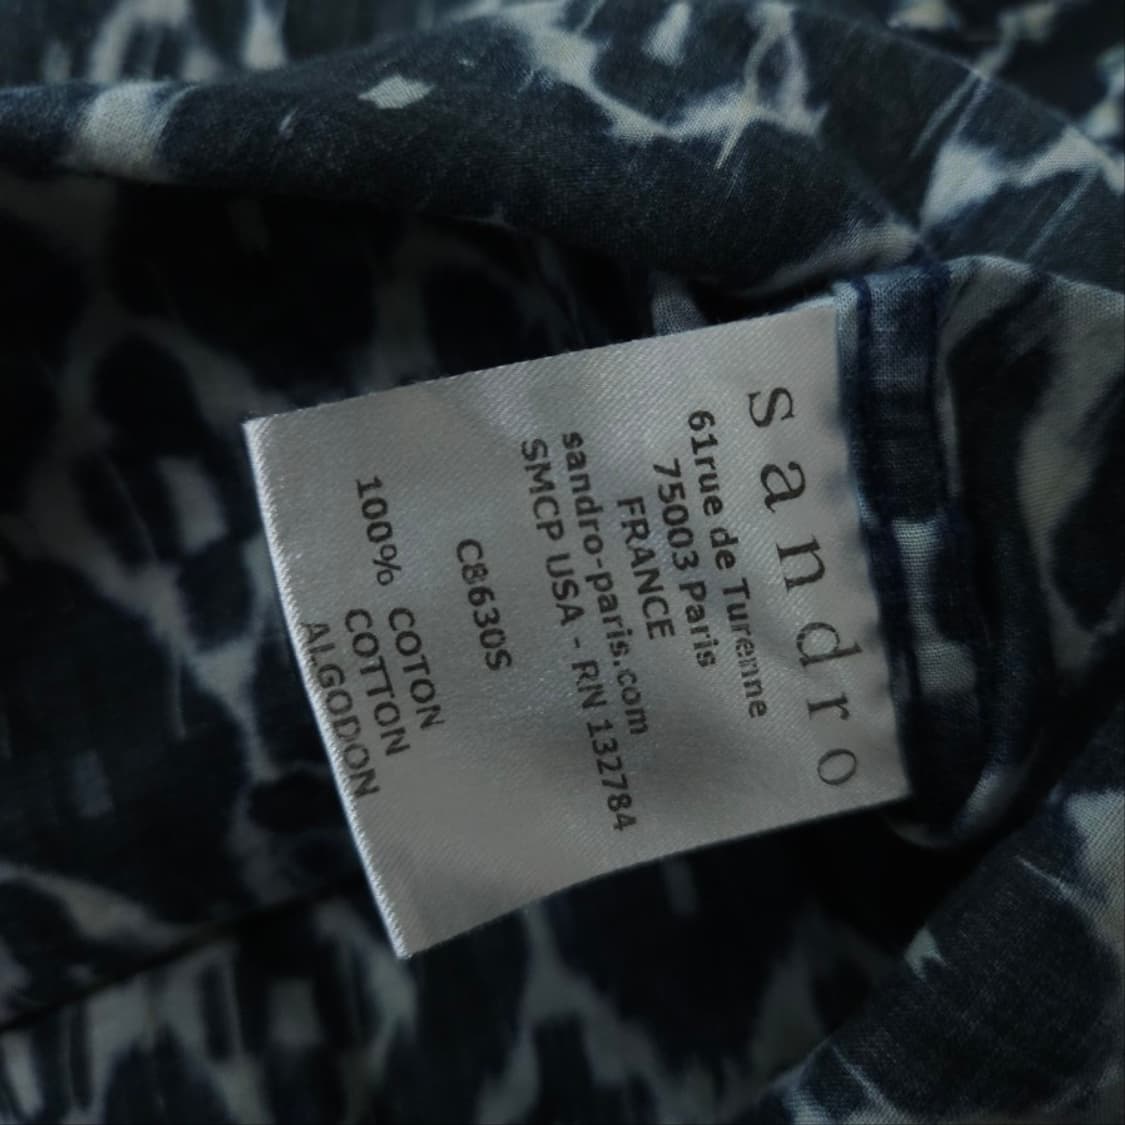 sandro
61rue de Turenne
75003 Paris
FRANCE
sandro-paris.com
SMCP USA - RN 132784
C8630S
100% COTON
COTTON
ALGODON